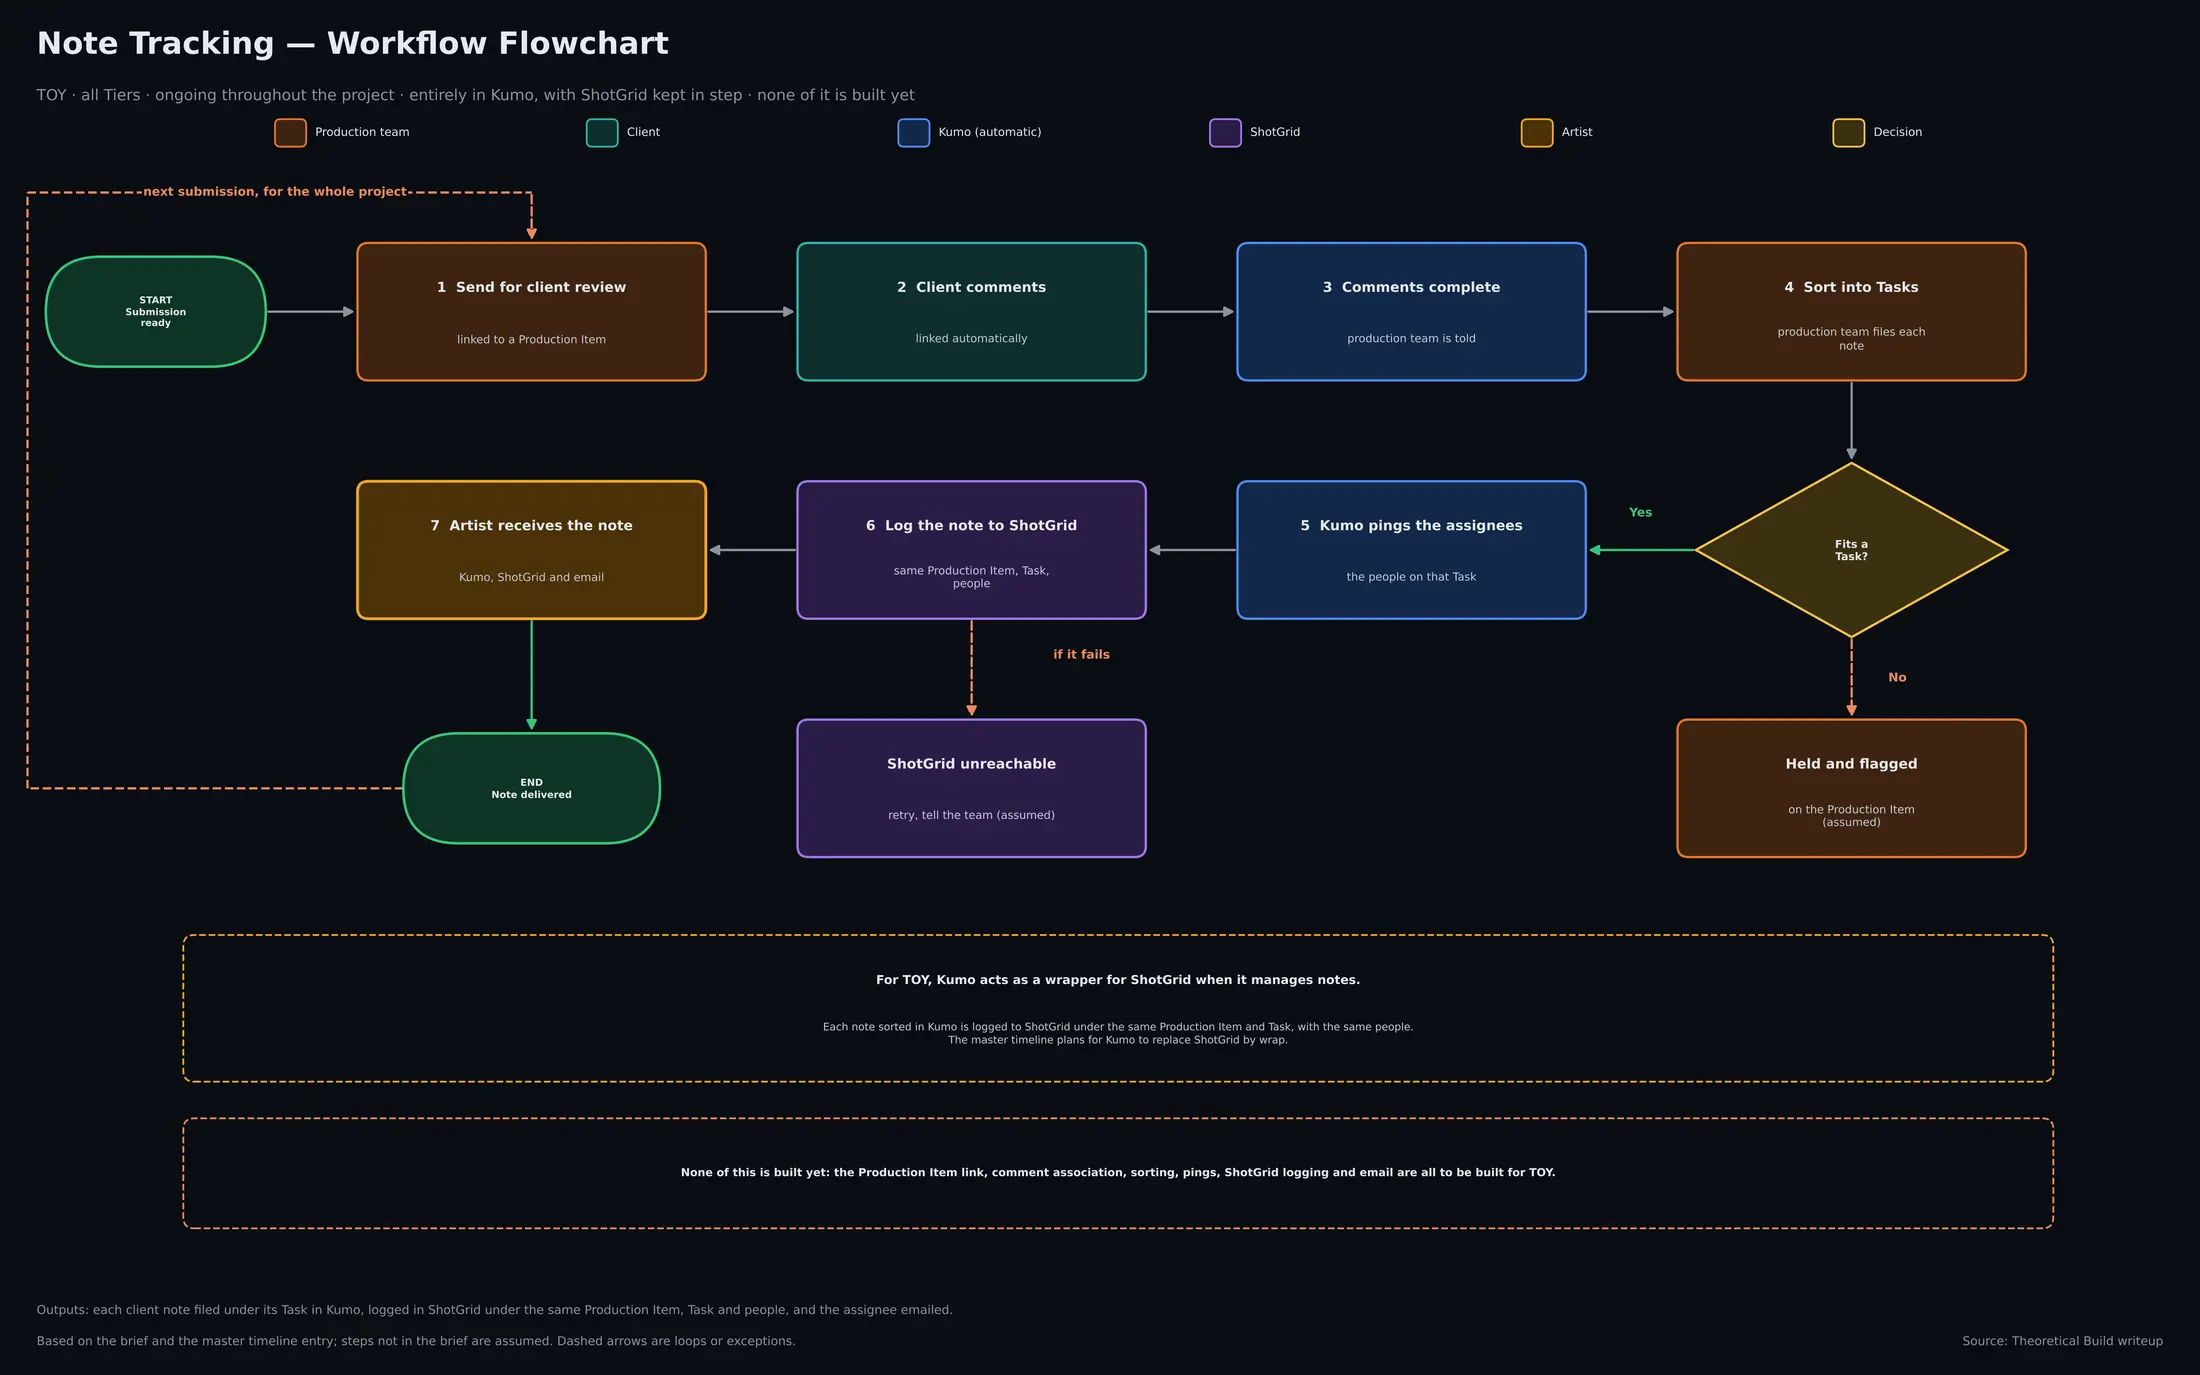 Note Tracking — Workflow Flowchart
TOY · all Tiers · ongoing throughout the project · entirely in Kumo, with ShotGrid kept in step · none of it is built yet
Production team
Client
Kumo (automatic)
ShotGrid
Artist
Decision
next submission, for the whole project
START
Submission
ready
1 Send for client review
linked to a Production Item
2 Client comments
linked automatically
3 Comments complete
production team is told
4 Sort into Tasks
production team files each
note
7 Artist receives the note
Kumo, ShotGrid and email
6 Log the note to ShotGrid
same Production Item, Task,
people
5 Kumo pings the assignees
the people on that Task
Yes
Fits a
Task?
if it fails
No
END
Note delivered
ShotGrid unreachable
retry, tell the team (assumed)
Held and flagged
on the Production Item
(assumed)
For TOY, Kumo acts as a wrapper for ShotGrid when it manages notes.
Each note sorted in Kumo is logged to ShotGrid under the same Production Item and Task, with the same people.
The master timeline plans for Kumo to replace ShotGrid by wrap.
None of this is built yet: the Production Item link, comment association, sorting, pings, ShotGrid logging and email are all to be built for TOY.
Outputs: each client note filed under its Task in Kumo, logged in ShotGrid under the same Production Item, Task and people, and the assignee emailed.
Based on the brief and the master timeline entry; steps not in the brief are assumed. Dashed arrows are loops or exceptions.
Source: Theoretical Build writeup